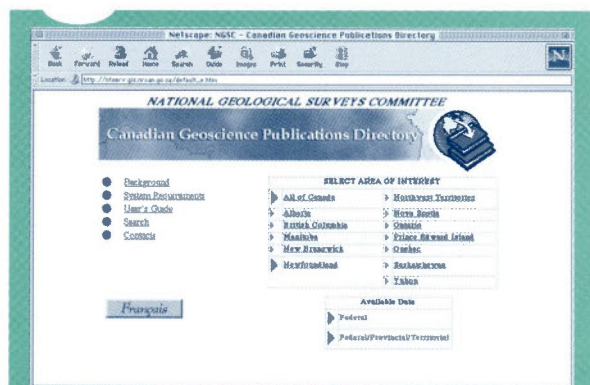 Netscape: NGSC - Canadian Geoscience Publications Directory
Back Forward Reload Home Search Guide Images Print Security Stop
Location:
NATIONAL GEOLOGICAL SURVEYS COMMITTEE
Canadian Geoscience Publications Directory
Background
System Requirements
User's Guide
Search
Contacts
SELECT AREA OF INTEREST
All of Canada Northwest Territories
Alberta Nova Scotia
British Columbia Ontario
Manitoba Prince Edward Island
New Brunswick Quebec
Newfoundland Saskatchewan
Yukon
Français
Available Data
Federal
Federal/Provincial/Territorial